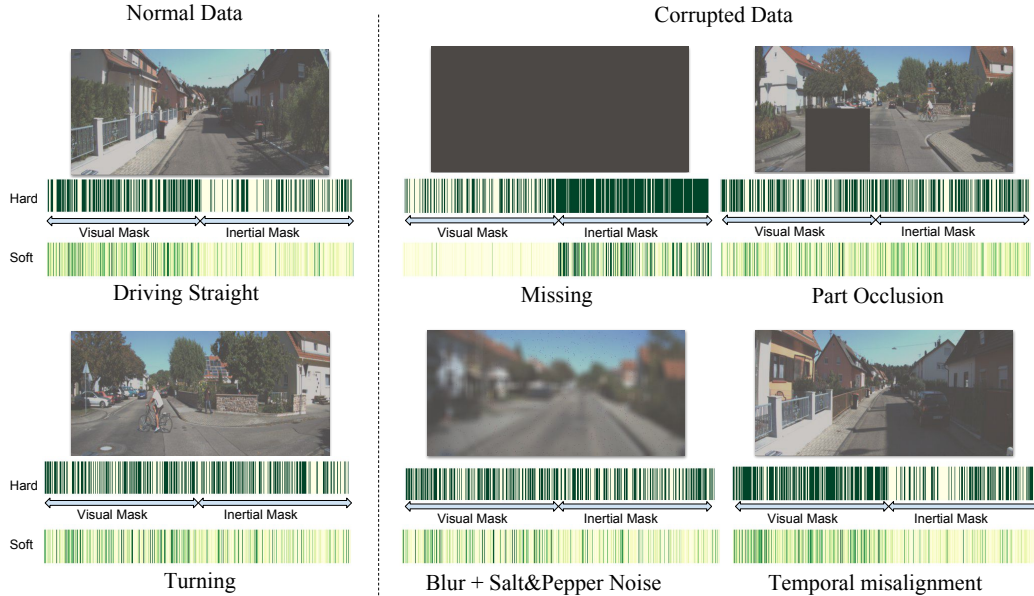 Normal Data
Corrupted Data
Hard
Visual Mask
Inertial Mask
Soft
Driving Straight
Visual Mask
Inertial Mask
Missing
Visual Mask
Inertial Mask
Part Occlusion
Hard
Visual Mask
Inertial Mask
Soft
Turning
Visual Mask
Inertial Mask
Blur + Salt&Pepper Noise
Visual Mask
Inertial Mask
Temporal misalignment